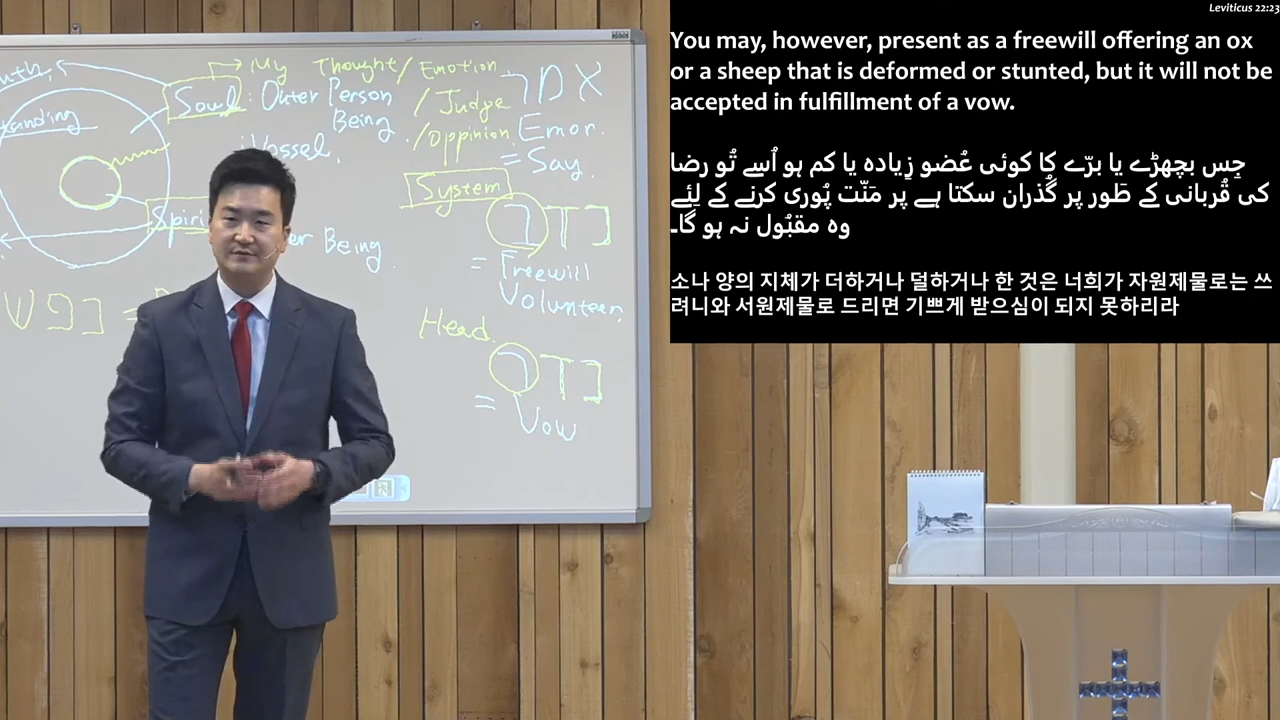 Leviticus 22:23
You may, however, present as a freewill offering an ox
or a sheep that is deformed or stunted, but it will not be
accepted in fulfillment of a vow.
جِس بچھڑے یا برّے کا کوئی عُضو زِیادہ یا کم ہو اُسے تُو رضا
کی قُربانی کے طَور پر گُذران سکتا ہے پر مَنّت پُوری کرنے کے لِئے
وہ مقبُول نہ ہو گا۔
소나 양의 지체가 더하거나 덜하거나 한 것은 너희가 자원제물로는 쓰
려니와 서원제물로 드리면 기쁘게 받으심이 되지 못하리라
My Thought / Emotion
Soul : Outer Person
Being
/ Judge
/ Oppinion
Vessel.
Emor.
= Say.
System
= Freewill
Volunteer.
Being
Head
= Vow